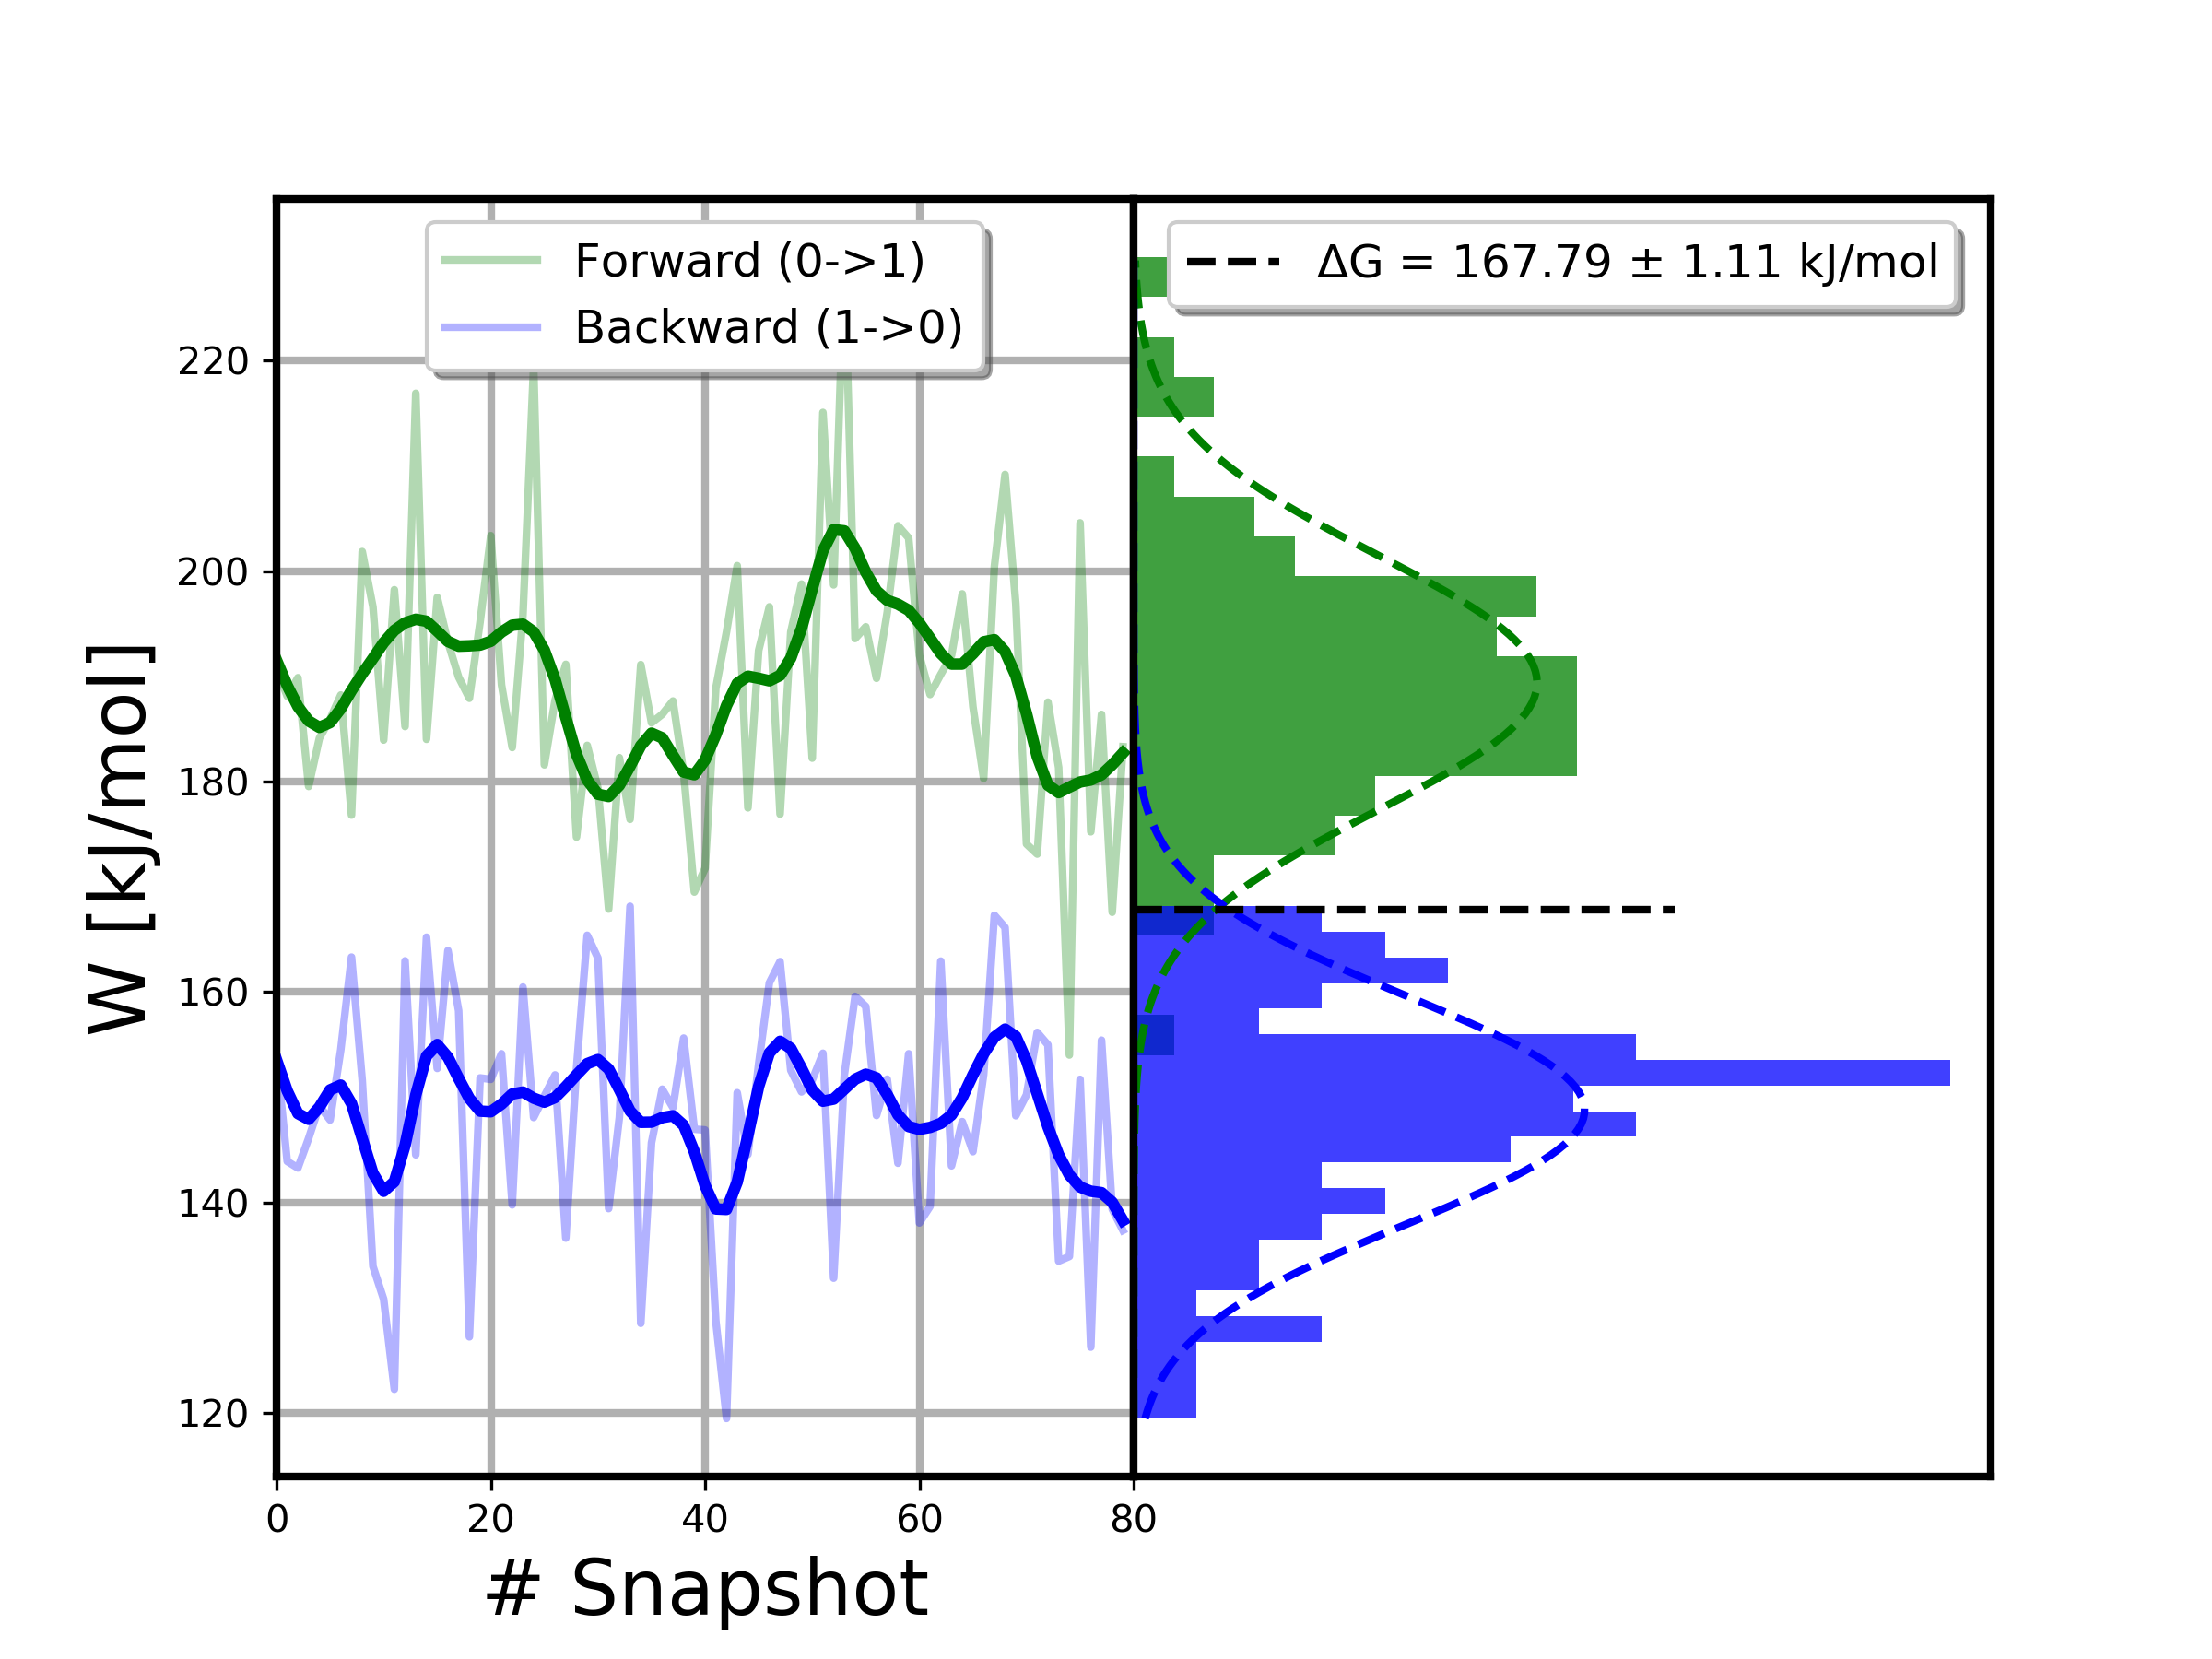 Forward (0->1)
Backward (1->0)
ΔG = 167.79 ± 1.11 kJ/mol
W [kJ/mol]
220
200
180
160
140
120
0 20 40 60 80
# Snapshot